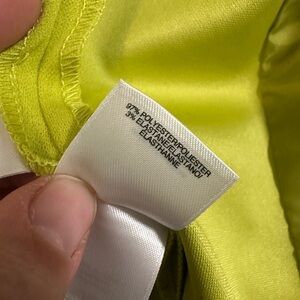 97% POLYESTER/POLIESTER
3% ELASTANE/ELASTANO/
ELASTHANNE